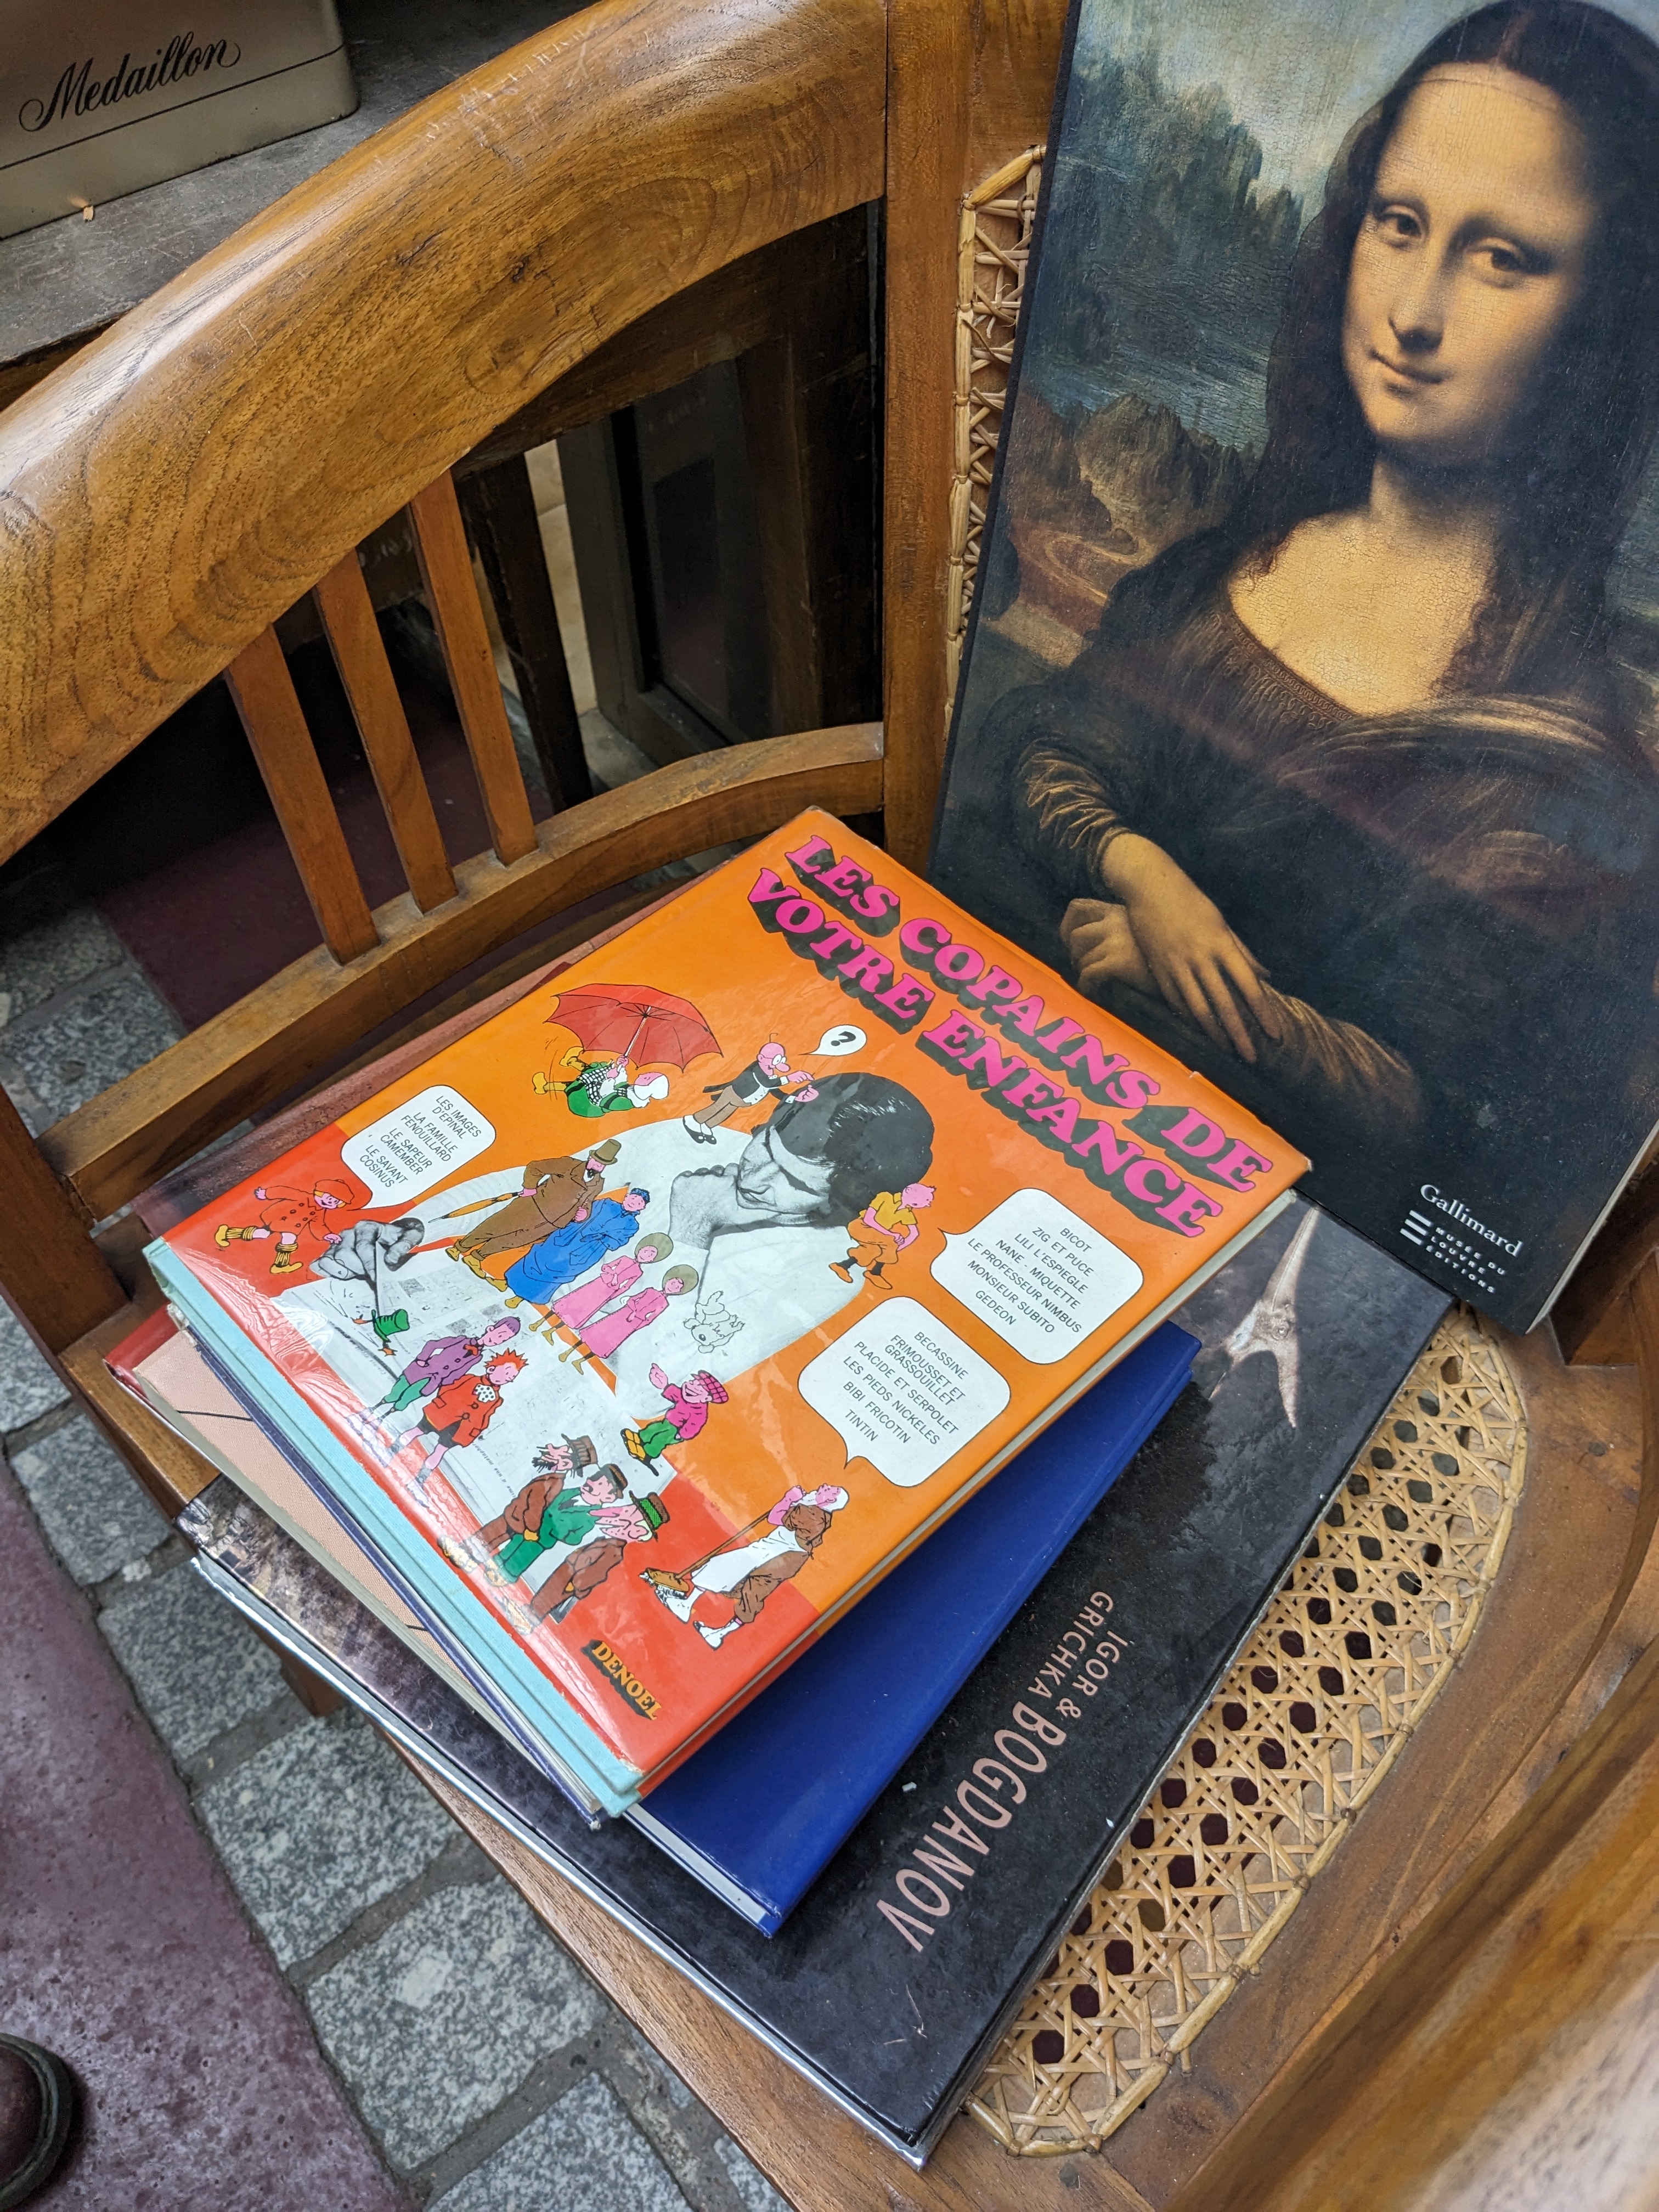 Medaillon
LES COPAINS DE
VOTRE ENFANCE
?
LES IMAGES
D'EPINAL
LA FAMILLE
FENOUILLARD
LE SAPEUR
CAMEMBER
LE SAVANT
COSINUS
BICOT
ZIG ET PUCE
LILI L'ESPIEGLE
NANE - MIQUETTE
LE PROFESSEUR NIMBUS
MONSIEUR SUBITO
GEDEON
BECASSINE
FRIMOUSSET ET
GRASSOUILLET
PLACIDE ET SERPOLET
LES PIEDS NICKELES
BIBI FRICOTIN
TINTIN
DENOEL
Gallimard
MUSÉE DU
LOUVRE
ÉDITIONS
IGOR &
GRICHKA BOGDANOV